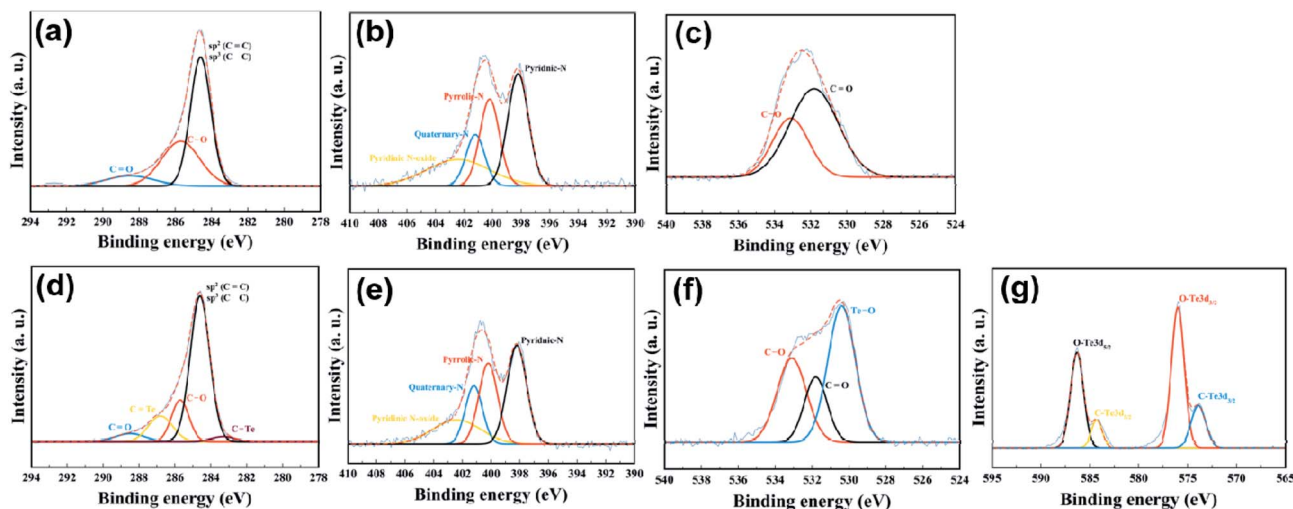 (a)
sp² (C=C)
sp³ (C C)
C-O
C=O
Intensity (a. u.)
294 292 290 288 286 284 282 280 278
Binding energy (eV)
(b)
Pyridnic-N
Pyrrolic-N
Quaternary-N
Pyridinic N-oxide
Intensity (a. u.)
410 408 406 404 402 400 398 396 394 392 390
Binding energy (eV)
(c)
C=O
C-O
Intensity (a. u.)
540 538 536 534 532 530 528 526 524
Binding energy (eV)
(d)
sp² (C=C)
sp³ (C C)
C=Te
C-O
C=O
C-Te
Intensity (a. u.)
294 292 290 288 286 284 282 280 278
Binding energy (eV)
(e)
Pyridnic-N
Pyrrolic-N
Quaternary-N
Pyridinic N-oxide
Intensity (a. u.)
410 408 406 404 402 400 398 396 394 392 390
Binding energy (eV)
(f)
Te-O
C-O
C=O
Intensity (a. u.)
540 538 536 534 532 530 528 526 524
Binding energy (eV)
(g)
O-Te3d
O-Te3d
C-Te3d
C-Te3d
Intensity (a. u.)
595 590 585 580 575 570 565
Binding energy (eV)